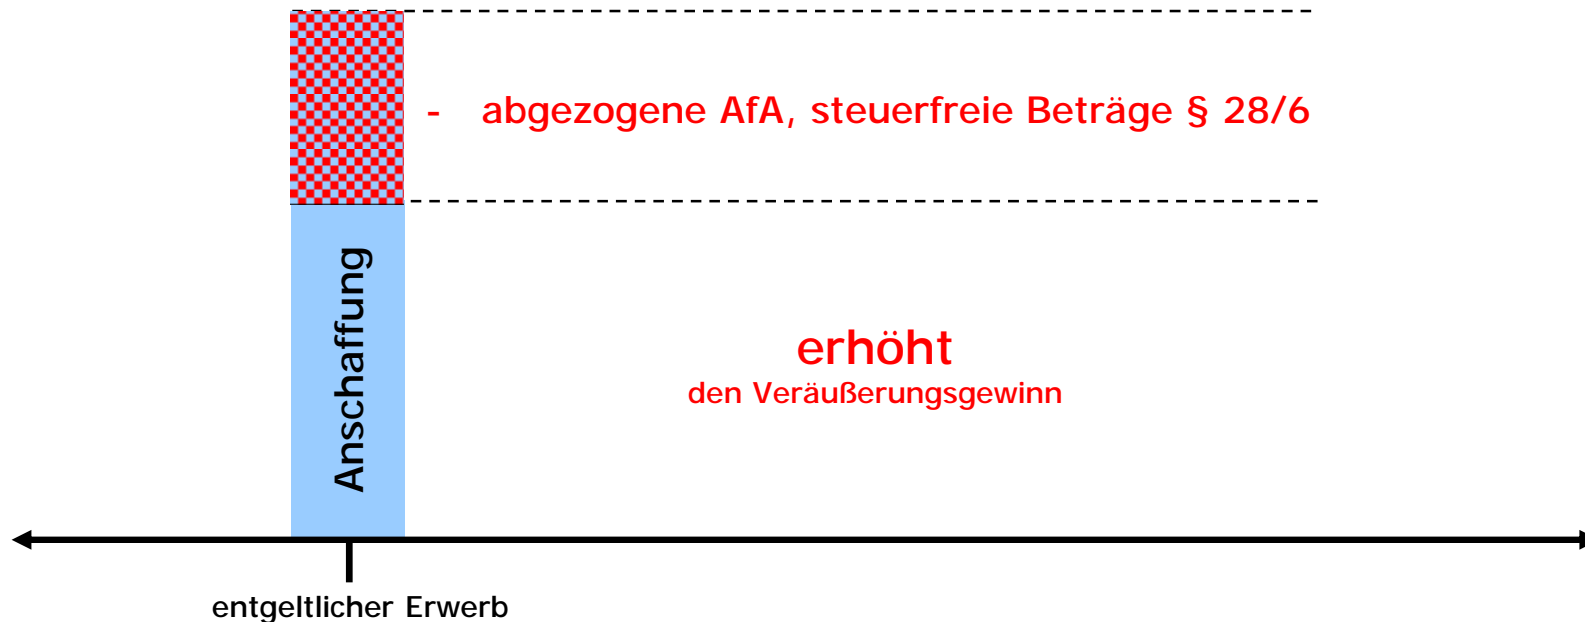 - abgezogene AfA, steuerfreie Beträge § 28/6
Anschaffung
erhöht
den Veräußerungsgewinn
entgeltlicher Erwerb